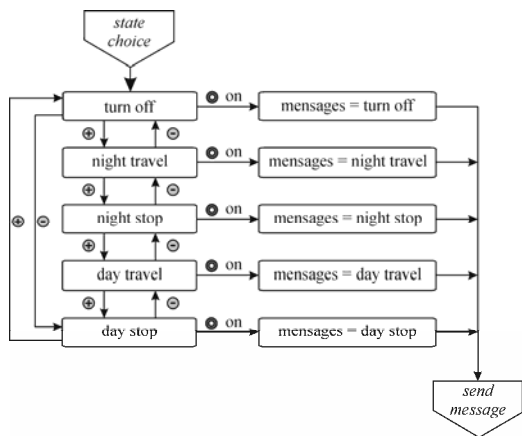 state
choice
turn off
on
mensages = turn off
⊕
⊖
night travel
on
mensages = night travel
⊕
⊖
⊕
⊖
night stop
on
mensages = night stop
⊕
⊖
day travel
on
mensages = day travel
⊕
⊖
day stop
on
mensages = day stop
send
message